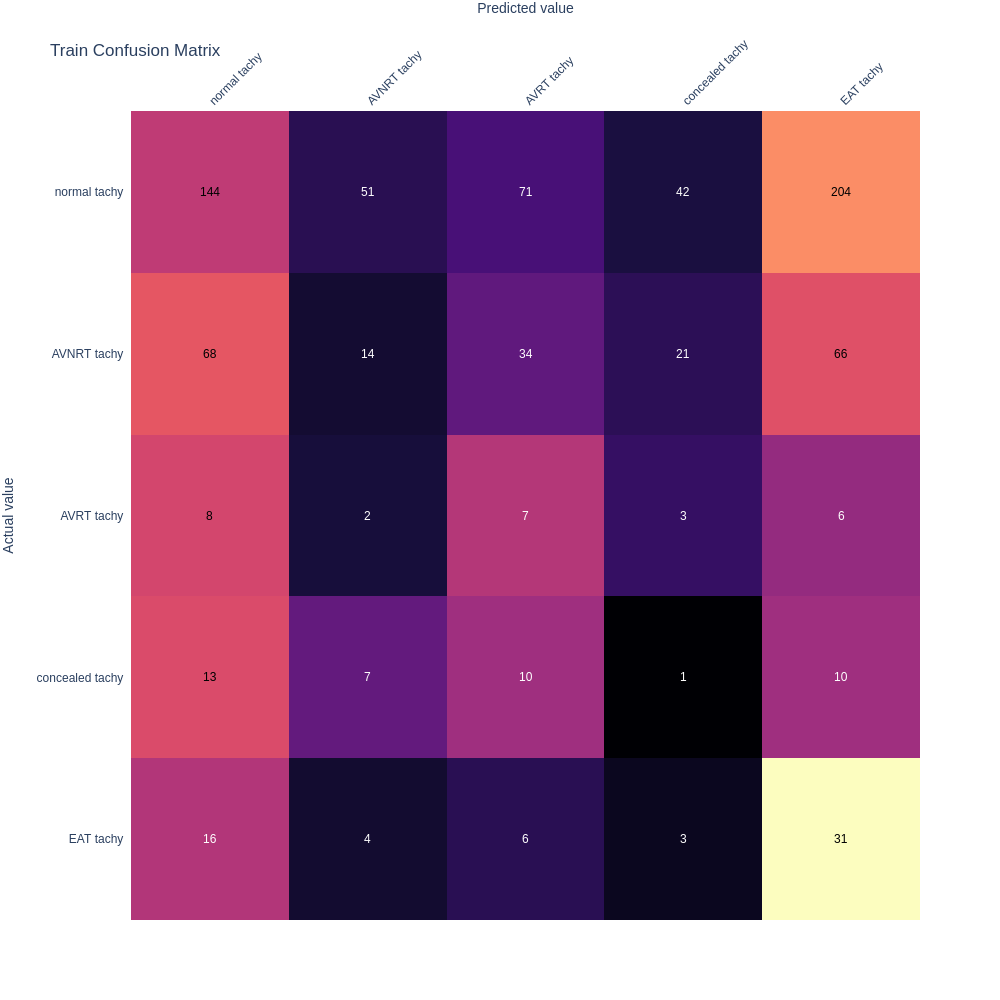 Predicted value
Train Confusion Matrix
normal tachy AVNRT tachy AVRT tachy concealed tachy EAT tachy
normal tachy 144 51 71 42 204
AVNRT tachy 68 14 34 21 66
AVRT tachy 8 2 7 3 6
concealed tachy 13 7 10 1 10
EAT tachy 16 4 6 3 31
Actual value